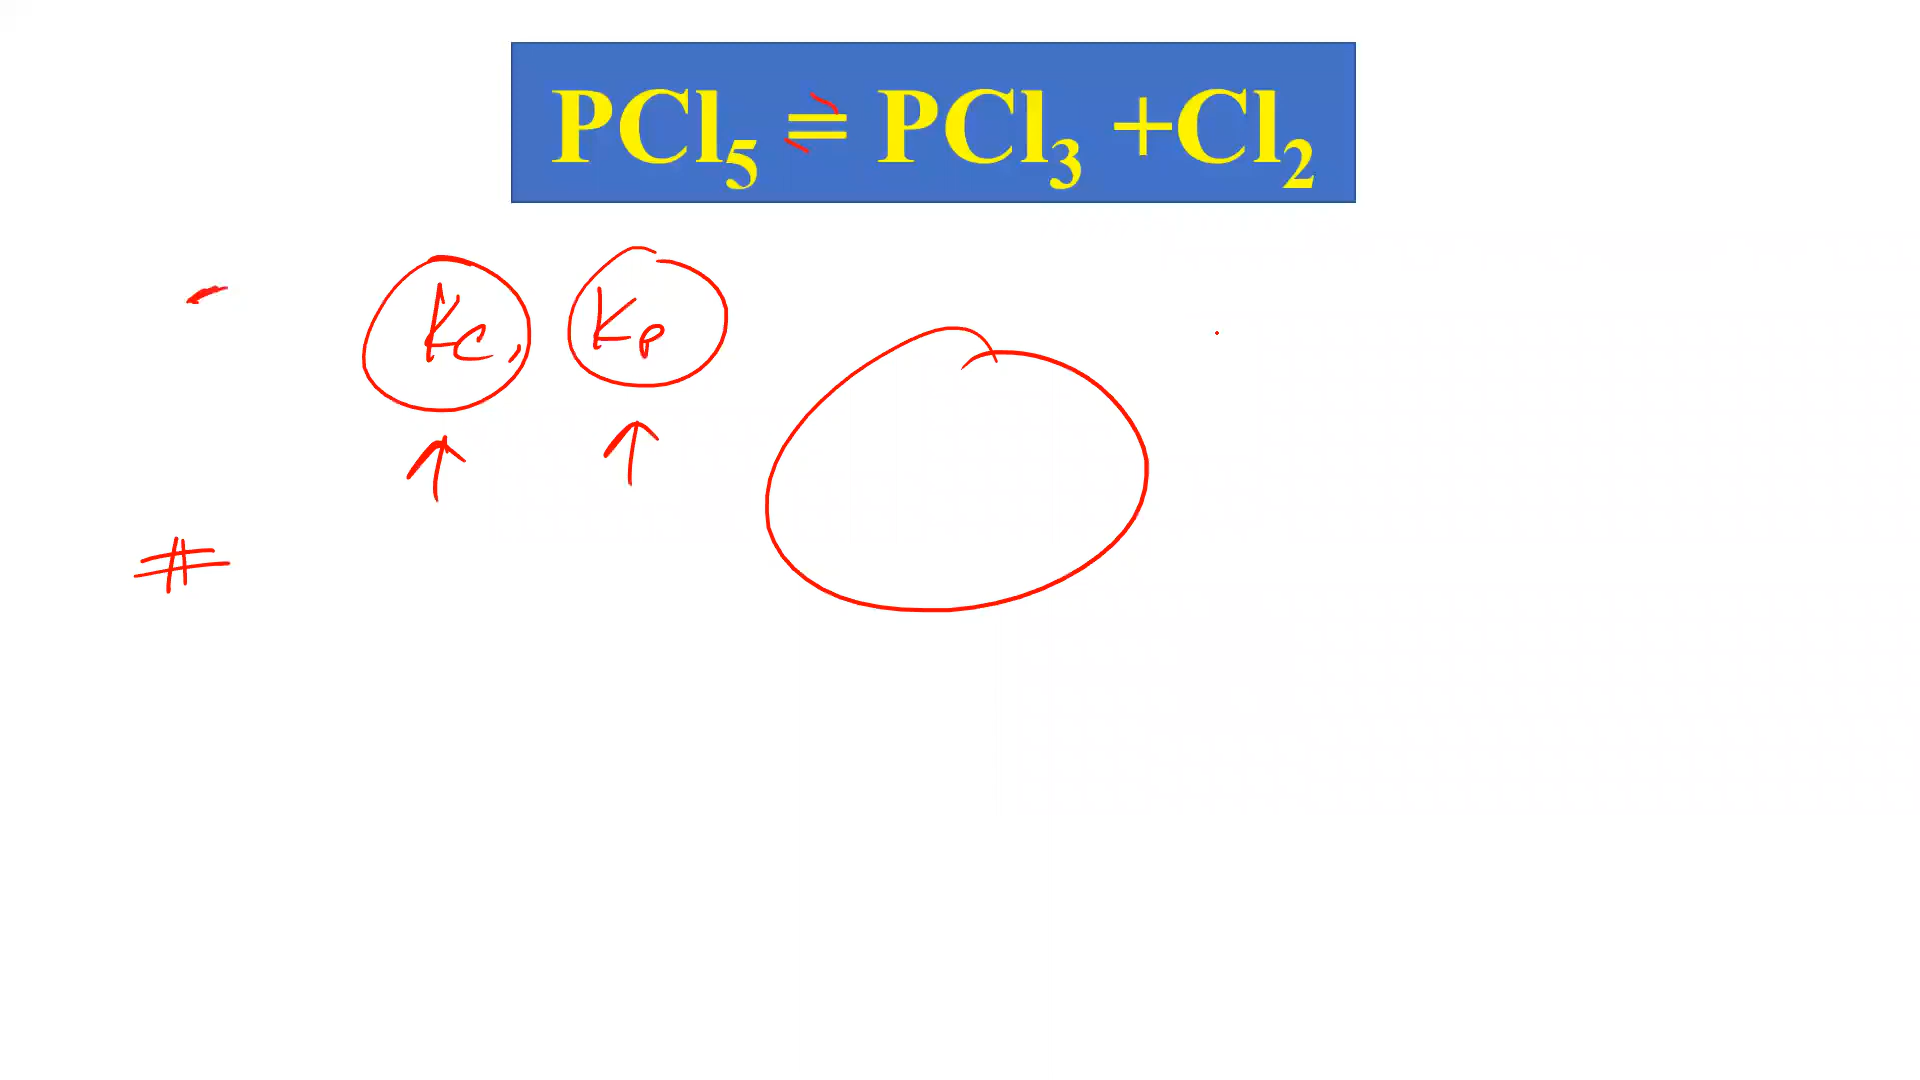 PCl₅ ⇌ PCl₃ +Cl₂
Kc, Kp
#